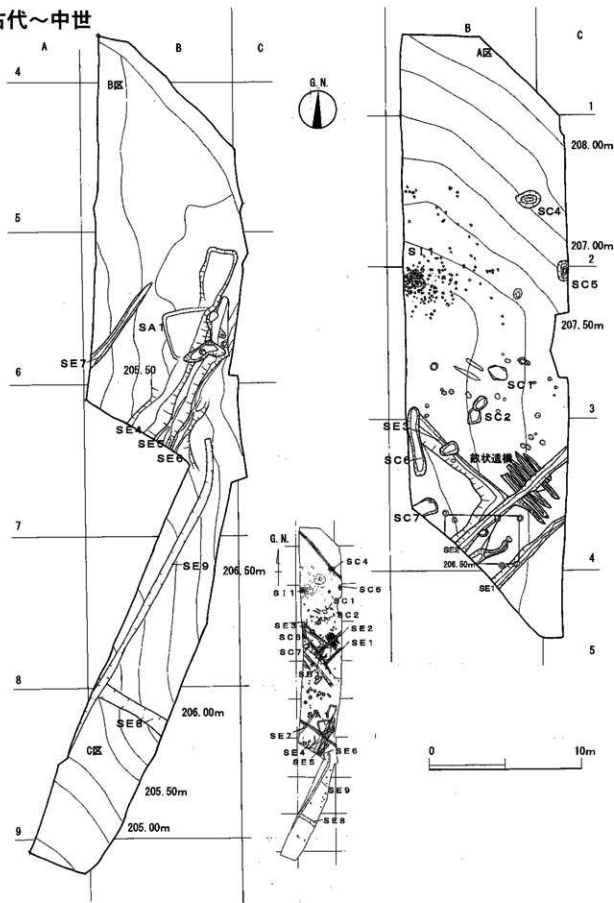 古代～中世
A B C
4
B区
5
SA1
SE7
205.50
6
SE4
SE5
SE6
7
SE9
206.50m
8
SE8
206.00m
C区
205.50m
205.00m
9
G.N.
B C
A区
1
208.00m
SC4
207.00m
SI1
2
SC5
207.50m
SC1
SC2
3
SE3
SC6
畝状遺構
SC7
SE2
206.50m
4
SE1
5
G.N.
SC4
SI1
SC5
SC1
SC2
SE3
SE2
SC6
SE1
SC7
SE7
SE6
SE4
SE5
SE9
SE8
0 10m